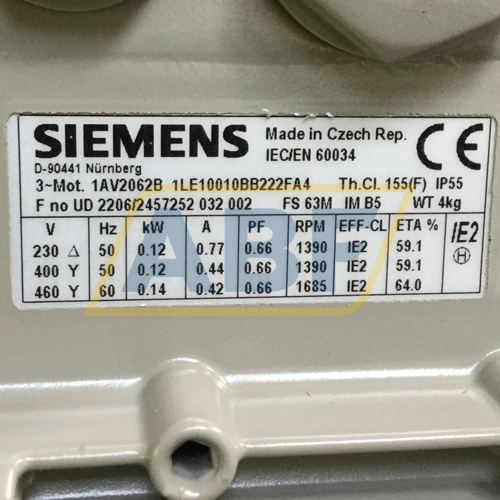 SIEMENS
Made in Czech Rep.
IEC/EN 60034
CE
D-90441 Nürnberg
3~Mot. 1AV2062B 1LE10010BB222FA4 Th.Cl. 155(F) IP55
F no UD 2206/2457252 032 002 FS 63M IM B5 WT 4kg
V Hz kW A PF RPM EFF-CL ETA % IE2
230 Δ 50 0.12 0.77 0.66 1390 IE2 59.1 H
400 Y 50 0.12 0.44 0.66 1390 IE2 59.1
460 Y 60 0.14 0.42 0.66 1685 IE2 64.0
ABF